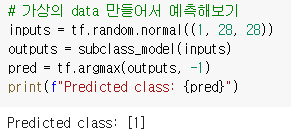 # 가상의 data 만들어서 예측해보기
inputs = tf.random.normal((1, 28, 28))
outputs = subclass_model(inputs)
pred = tf.argmax(outputs, -1)
print(f"Predicted class: {pred}")
Predicted class: [1]